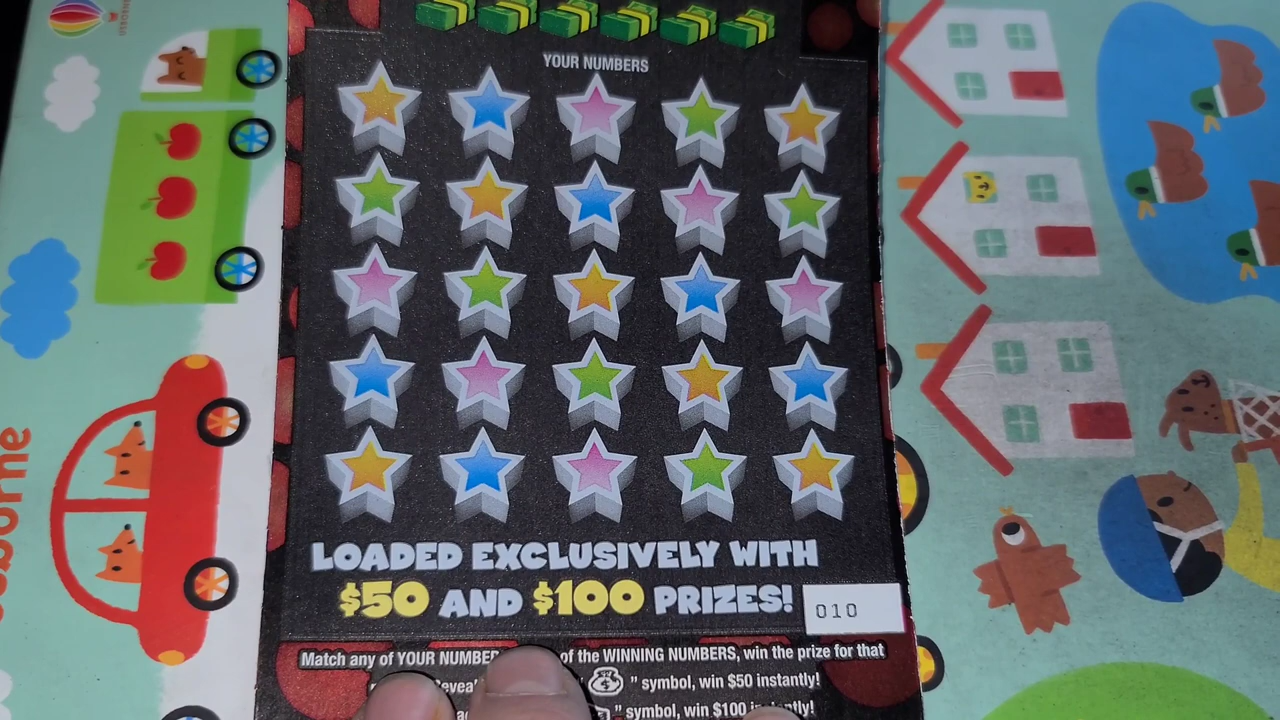 YOUR NUMBERS
LOADED EXCLUSIVELY WITH
$50 AND $100 PRIZES!
010
Match any of YOUR NUMBER of the WINNING NUMBERS, win the prize for that
" symbol, win $50 instantly!
" symbol, win $100